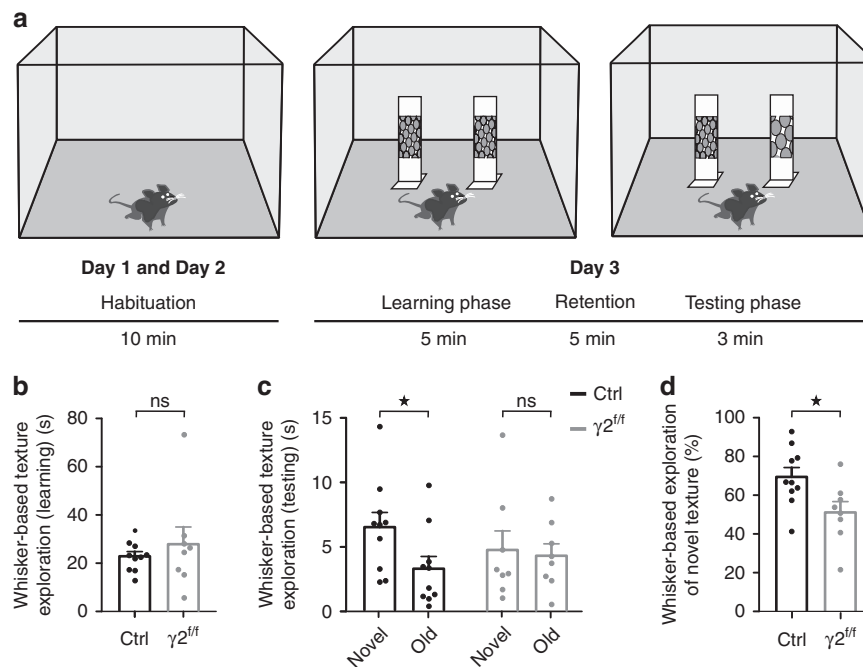 a
Day 1 and Day 2
Day 3
Habituation
Learning phase
Retention
Testing phase
10 min
5 min
5 min
3 min
b
ns
Whisker-based texture
exploration (learning) (s)
80
60
40
20
0
Ctrl
γ2f/f
c
★
ns
Ctrl
γ2f/f
Whisker-based texture
exploration (testing) (s)
15
10
5
0
Novel
Old
Novel
Old
d
★
Whisker-based exploration
of novel texture (%)
100
80
60
40
20
0
Ctrl
γ2f/f